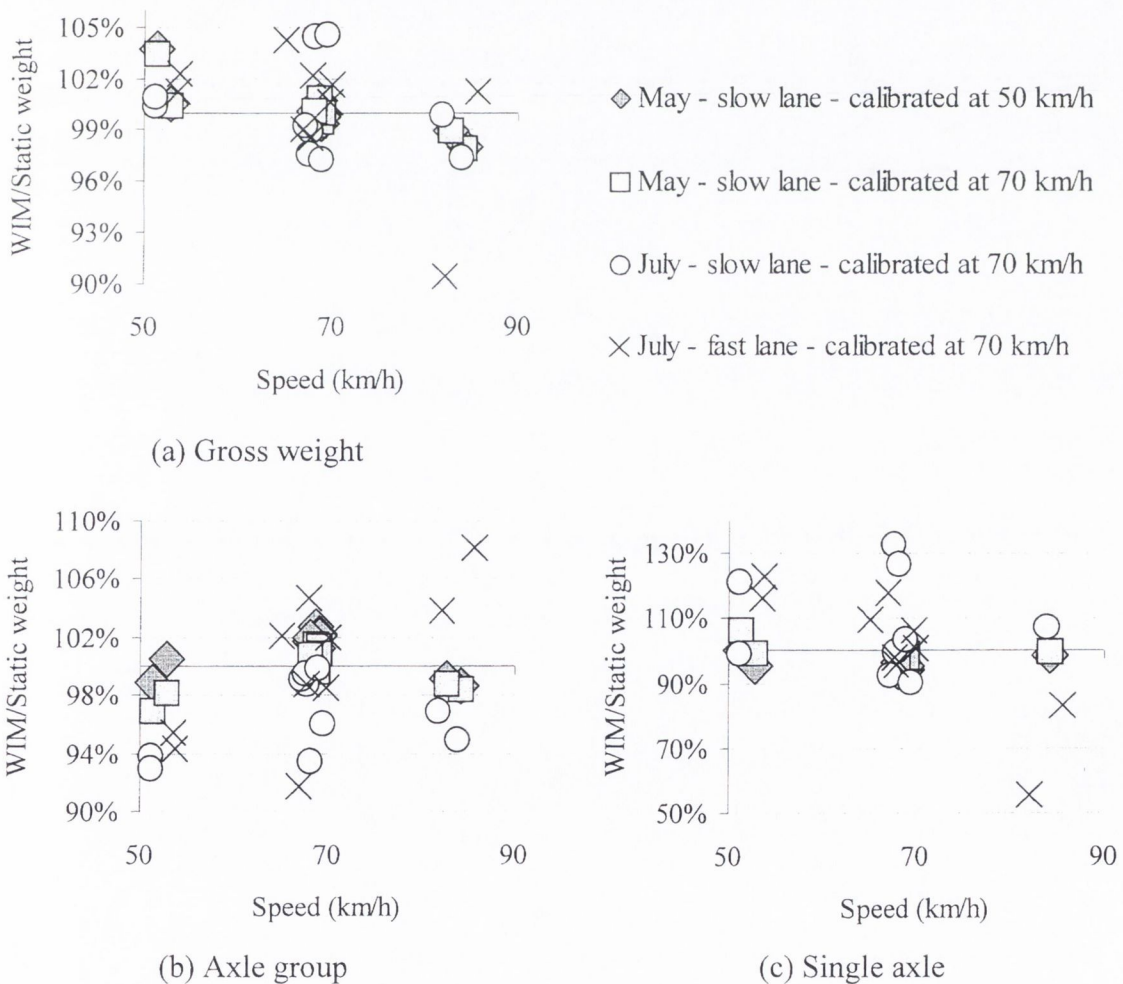 WIM/Static weight
105%
102%
99%
96%
93%
90%
50
70
90
Speed (km/h)
(a) Gross weight
May - slow lane - calibrated at 50 km/h
May - slow lane - calibrated at 70 km/h
July - slow lane - calibrated at 70 km/h
July - fast lane - calibrated at 70 km/h
WIM/Static weight
110%
106%
102%
98%
94%
90%
50
70
90
Speed (km/h)
(b) Axle group
WIM/Static weight
130%
110%
90%
70%
50%
50
70
90
Speed (km/h)
(c) Single axle